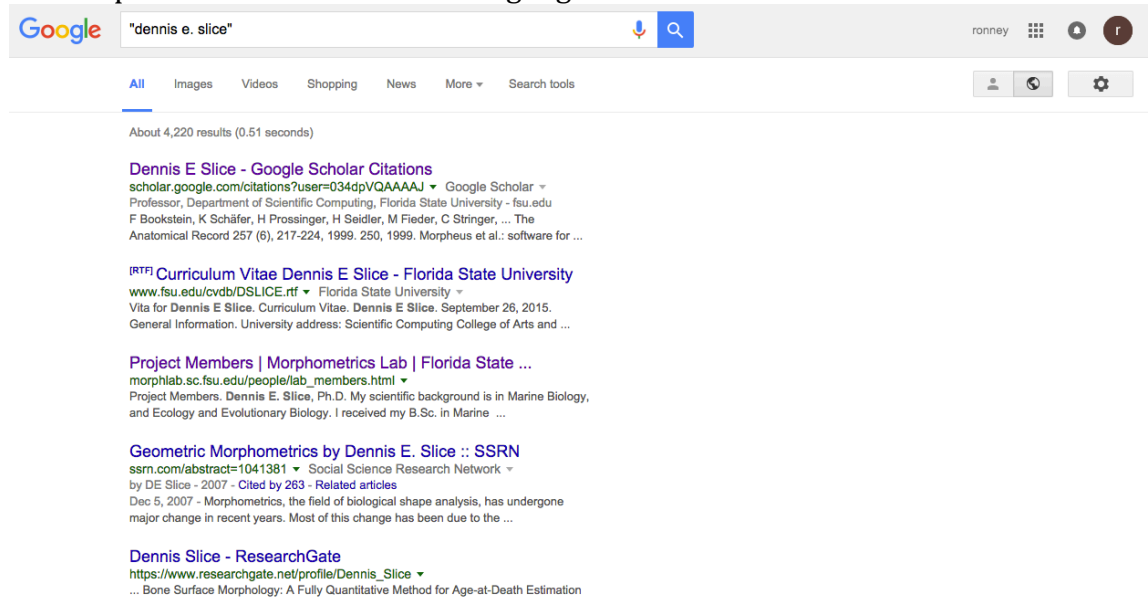 Google "dennis e. slice" ronney r
All Images Videos Shopping News More Search tools
About 4,220 results (0.51 seconds)
Dennis E Slice - Google Scholar Citations
scholar.google.com/citations?user=034dpVQAAAAJ Google Scholar
Professor, Department of Scientific Computing, Florida State University - fsu.edu
F Bookstein, K Schäfer, H Prossinger, H Seidler, M Fieder, C Stringer, ... The
Anatomical Record 257 (6), 217-224, 1999. 250, 1999. Morpheus et al.: software for ...
[RTF] Curriculum Vitae Dennis E Slice - Florida State University
www.fsu.edu/cvdb/DSLICE.rtf Florida State University
Vita for Dennis E Slice. Curriculum Vitae. Dennis E Slice. September 26, 2015.
General Information. University address: Scientific Computing College of Arts and ...
Project Members | Morphometrics Lab | Florida State ...
morphlab.sc.fsu.edu/people/lab_members.html
Project Members. Dennis E. Slice, Ph.D. My scientific background is in Marine Biology,
and Ecology and Evolutionary Biology. I received my B.Sc. in Marine ...
Geometric Morphometrics by Dennis E. Slice :: SSRN
ssrn.com/abstract=1041381 Social Science Research Network
by DE Slice - 2007 - Cited by 263 - Related articles
Dec 5, 2007 - Morphometrics, the field of biological shape analysis, has undergone
major change in recent years. Most of this change has been due to the ...
Dennis Slice - ResearchGate
https://www.researchgate.net/profile/Dennis_Slice
... Bone Surface Morphology: A Fully Quantitative Method for Age-at-Death Estimation